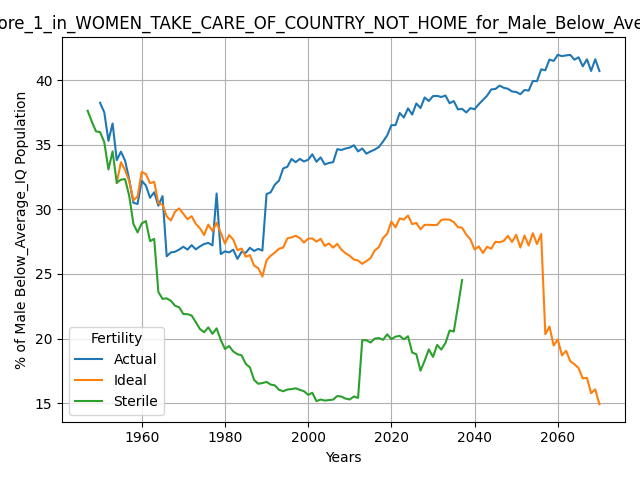 ore_1_in_WOMEN_TAKE_CARE_OF_COUNTRY_NOT_HOME_for_Male_Below_Ave
% of Male Below_Average_IQ Population
40
35
30
25
20
15
Fertility
Actual
Ideal
Sterile
1960
1980
2000
2020
2040
2060
Years